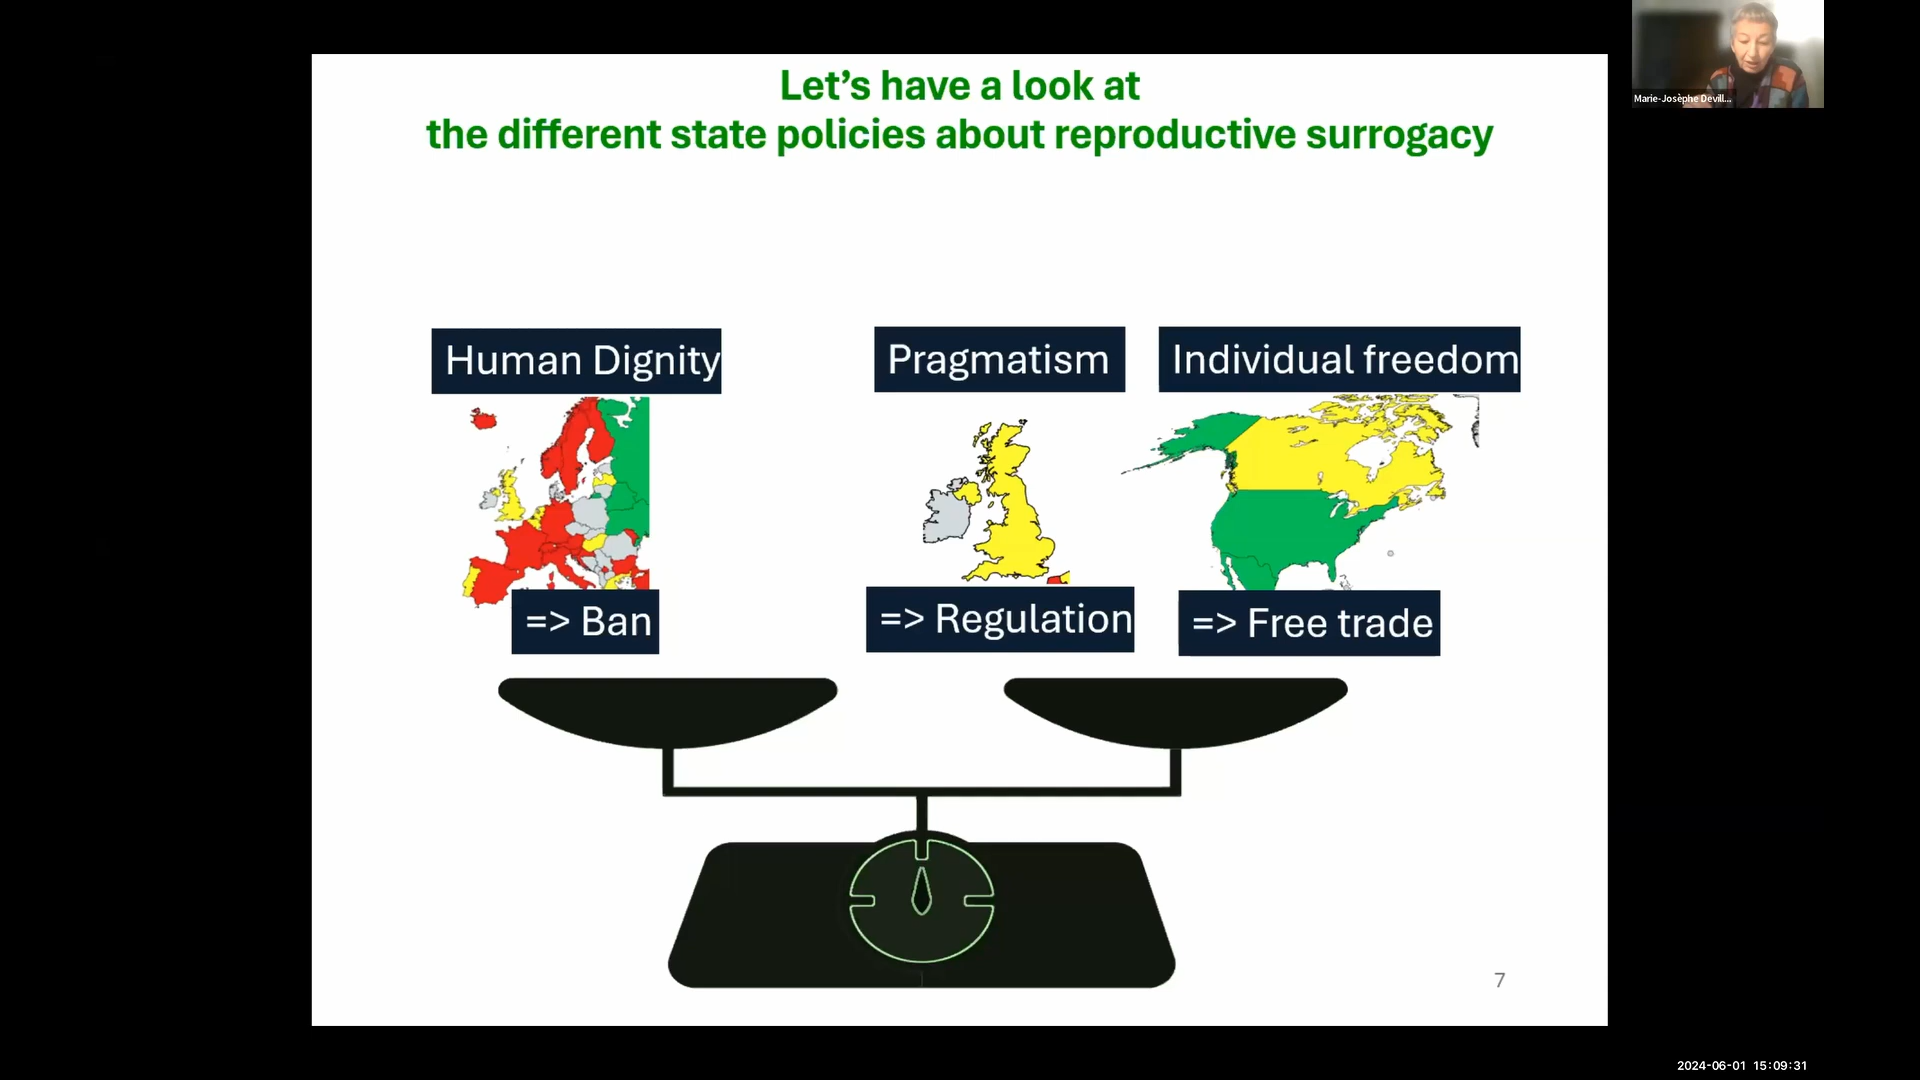 Let’s have a look at
the different state policies about reproductive surrogacy
Marie-Josèphe Devill...
Human Dignity
Pragmatism
Individual freedom
=> Ban
=> Regulation
=> Free trade
7
2024-06-01 15:09:31